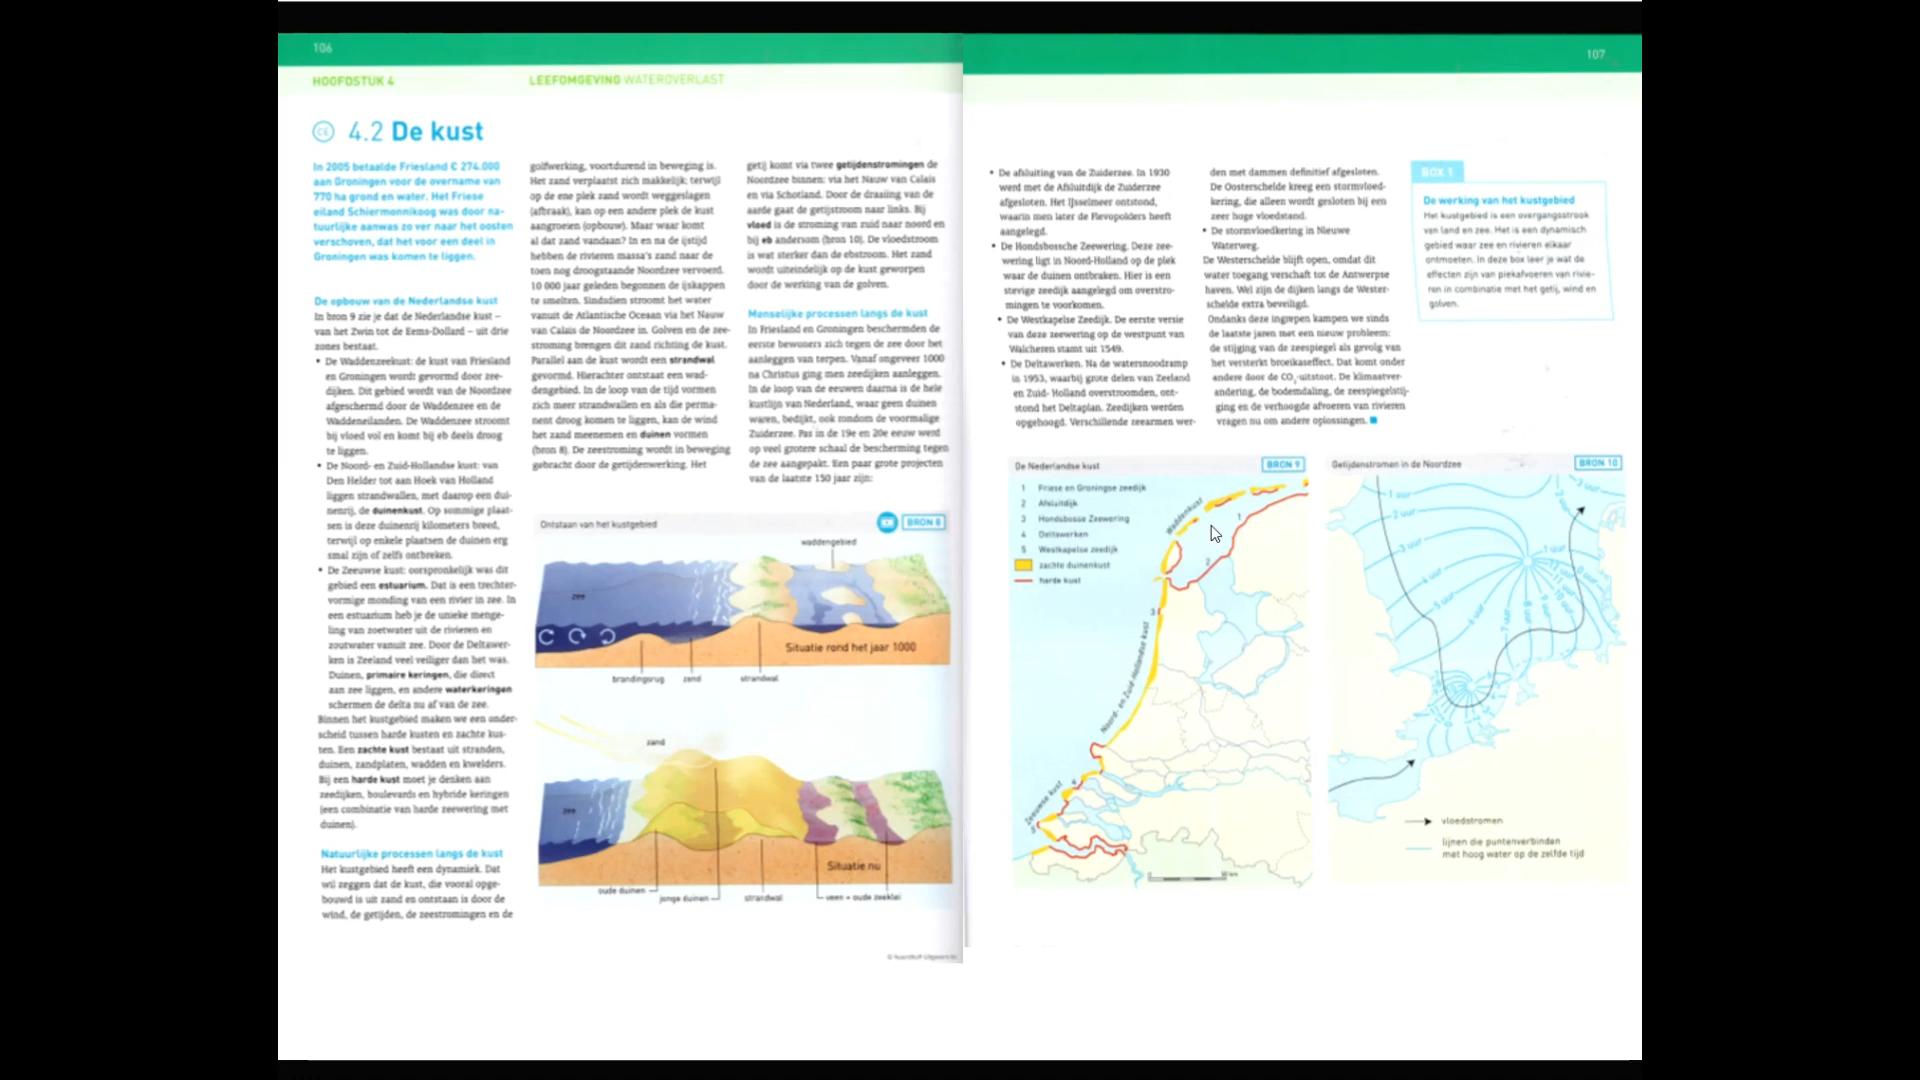 106
HOOFDSTUK 4
LEEFOMGEVING WATEROVERLAST
CE 4.2 De kust
In 2005 betaalde Friesland € 274.000
aan Groningen voor de overname van
770 ha grond en water. Het Friese
eiland Schiermonnikoog was door na-
tuurlijke aanwas zo ver naar het oosten
verschoven, dat het voor een deel in
Groningen was komen te liggen.
De opbouw van de Nederlandse kust
In bron 9 zie je dat de Nederlandse kust –
van het Zwin tot de Eems-Dollard – uit drie
zones bestaat.
• De Waddenzeekust: de kust van Friesland
en Groningen wordt gevormd door zee-
dijken. Dit gebied wordt van de Noordzee
afgeschermd door de Waddenzee en de
Waddeneilanden. De Waddenzee stroomt
bij vloed vol en komt bij eb deels droog
te liggen.
• De Noord- en Zuid-Hollandse kust: van
Den Helder tot aan Hoek van Holland
liggen strandwallen, met daarop een dui-
nenrij, de duinenkust. Op sommige plaat-
sen is deze duinenrij kilometers breed,
terwijl op enkele plaatsen de duinen erg
smal zijn of zelfs ontbreken.
• De Zeeuwse kust: oorspronkelijk was dit
gebied een estuarium. Dat is een trechter-
vormige monding van een rivier in zee. In
een estuarium heb je de unieke menge-
ling van zoetwater uit de rivieren en
zoutwater vanuit zee. Door de Deltawer-
ken is Zeeland veel veiliger dan het was.
Duinen, primaire keringen, die direct
aan zee liggen, en andere waterkeringen
schermen de delta nu af van de zee.
Binnen het kustgebied maken we een onder-
scheid tussen harde kusten en zachte kus-
ten. Een zachte kust bestaat uit stranden,
duinen, zandplaten, wadden en kwelders.
Bij een harde kust moet je denken aan
zeedijken, boulevards en hybride keringen
(een combinatie van harde zeewering met
duinen).
Natuurlijke processen langs de kust
Het kustgebied heeft een dynamiek. Dat
wil zeggen dat de kust, die vooral opge-
bouwd is uit zand en ontstaan is door de
wind, de getijden, de zeestromingen en de
golfwerking, voortdurend in beweging is.
Het zand verplaatst zich makkelijk; terwijl
op de ene plek zand wordt weggeslagen
(afbraak), kan op een andere plek de kust
aangroeien (opbouw). Maar waar komt
al dat zand vandaan? In en na de ijstijd
hebben de rivieren massa's zand naar de
toen nog droogstaande Noordzee vervoerd.
10 000 jaar geleden begonnen de ijskappen
te smelten. Sindsdien stroomt het water
vanuit de Atlantische Oceaan via het Nauw
van Calais de Noordzee in. Golven en de zee-
stroming brengen dit zand richting de kust.
Parallel aan de kust wordt een strandwal
gevormd. Hierachter ontstaat een wad-
dengebied. In de loop van de tijd vormen
zich meer strandwallen en als die perma-
nent droog komen te liggen, kan de wind
het zand meenemen en duinen vormen
(bron 8). De zeestroming wordt in beweging
gebracht door de getijdenwerking. Het
getij komt via twee getijdenstromingen de
Noordzee binnen: via het Nauw van Calais
en via Schotland. Door de draaiing van de
aarde gaat de getijstroom naar links. Bij
vloed is de stroming van zuid naar noord en
bij eb andersom (bron 10). De vloedstroom
is wat sterker dan de ebstroom. Het zand
wordt uiteindelijk op de kust geworpen
door de werking van de golven.
Menselijke processen langs de kust
In Friesland en Groningen beschermden de
eerste bewoners zich tegen de zee door het
aanleggen van terpen. Vanaf ongeveer 1000
na Christus ging men zeedijken aanleggen.
In de loop van de eeuwen daarna is de hele
kustlijn van Nederland, waar geen duinen
waren, bedijkt, ook rondom de voormalige
Zuiderzee. Pas in de 19e en 20e eeuw werd
op veel grotere schaal de bescherming tegen
de zee aangepakt. Een paar grote projecten
van de laatste 150 jaar zijn:
Ontstaan van het kustgebied
BRON 8
waddengebied
zee
Situatie rond het jaar 1000
brandingsrug
zand
strandwal
zand
zee
Situatie nu
oude duinen
jonge duinen
strandwal
veen + oude zeeklei
© Noordhoff Uitgevers bv
107
• De afsluiting van de Zuiderzee. In 1930
werd met de Afsluitdijk de Zuiderzee
afgesloten. Het IJsselmeer ontstond,
waarin men later de Flevopolders heeft
aangelegd.
• De Hondsbossche Zeewering. Deze zee-
wering ligt in Noord-Holland op de plek
waar de duinen ontbraken. Hier is een
stevige zeedijk aangelegd om overstro-
mingen te voorkomen.
• De Westkapelse Zeedijk. De eerste versie
van deze zeewering op de westpunt van
Walcheren stamt uit 1549.
• De Deltawerken. Na de watersnoodramp
in 1953, waarbij grote delen van Zeeland
en Zuid- Holland overstroomden, ont-
stond het Deltaplan. Zeedijken werden
opgehoogd. Verschillende zeearmen wer-
den met dammen definitief afgesloten.
De Oosterschelde kreeg een stormvloed-
kering, die alleen wordt gesloten bij een
zeer hoge vloedstand.
• De stormvloedkering in Nieuwe
Waterweg.
De Westerschelde blijft open, omdat dit
water toegang verschaft tot de Antwerpse
haven. Wel zijn de dijken langs de Wester-
schelde extra beveiligd.
Ondanks deze ingrepen kampen we sinds
de laatste jaren met een nieuw probleem:
de stijging van de zeespiegel als gevolg van
het versterkt broeikaseffect. Dat komt onder
andere door de CO₂-uitstoot. De klimaatver-
andering, de bodemdaling, de zeespiegelstij-
ging en de verhoogde afvoeren van rivieren
vragen nu om andere oplossingen.
BOX 1
De werking van het kustgebied
Het kustgebied is een overgangsstrook
van land en zee. Het is een dynamisch
gebied waar zee en rivieren elkaar
ontmoeten. In deze box leer je wat de
effecten zijn van piekafvoeren van rivie-
ren in combinatie met het getij, wind en
golven.
De Nederlandse kust
BRON 9
1 Friese en Groningse zeedijk
2 Afsluitdijk
3 Hondsbosse Zeewering
4 Deltawerken
5 Westkapelse zeedijk
zachte duinenkust
harde kust
Waddenkust
1
2
3
Noord- en Zuid-Hollandse kust
4
Zeeuwse kust
5
Getijdenstromen in de Noordzee
BRON 10
1 uur
2 uur
3 uur
4 uur
5 uur
6 uur
7 uur
8 uur
9 uur
10 uur
11 uur
0 uur
1 uur
2 uur
3 uur
vloedstromen
lijnen die puntenverbinden
met hoog water op de zelfde tijd